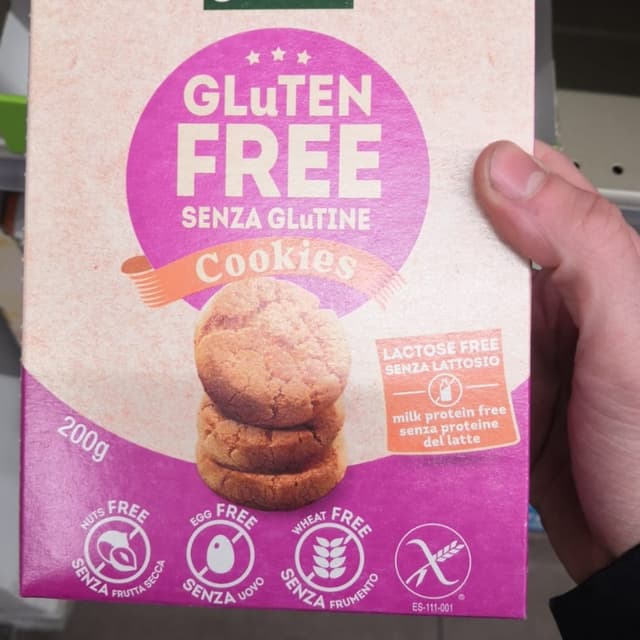 GLuTEN
FREE
SENZA GLuTINE
Cookies
LACTOSE FREE
SENZA LATTOSIO
milk protein free
senza proteine
del latte
200g
NUTS FREE
SENZA FRUTTA SECCA
EGG FREE
SENZA UOVO
WHEAT FREE
SENZA FRUMENTO
®
ES-111-001